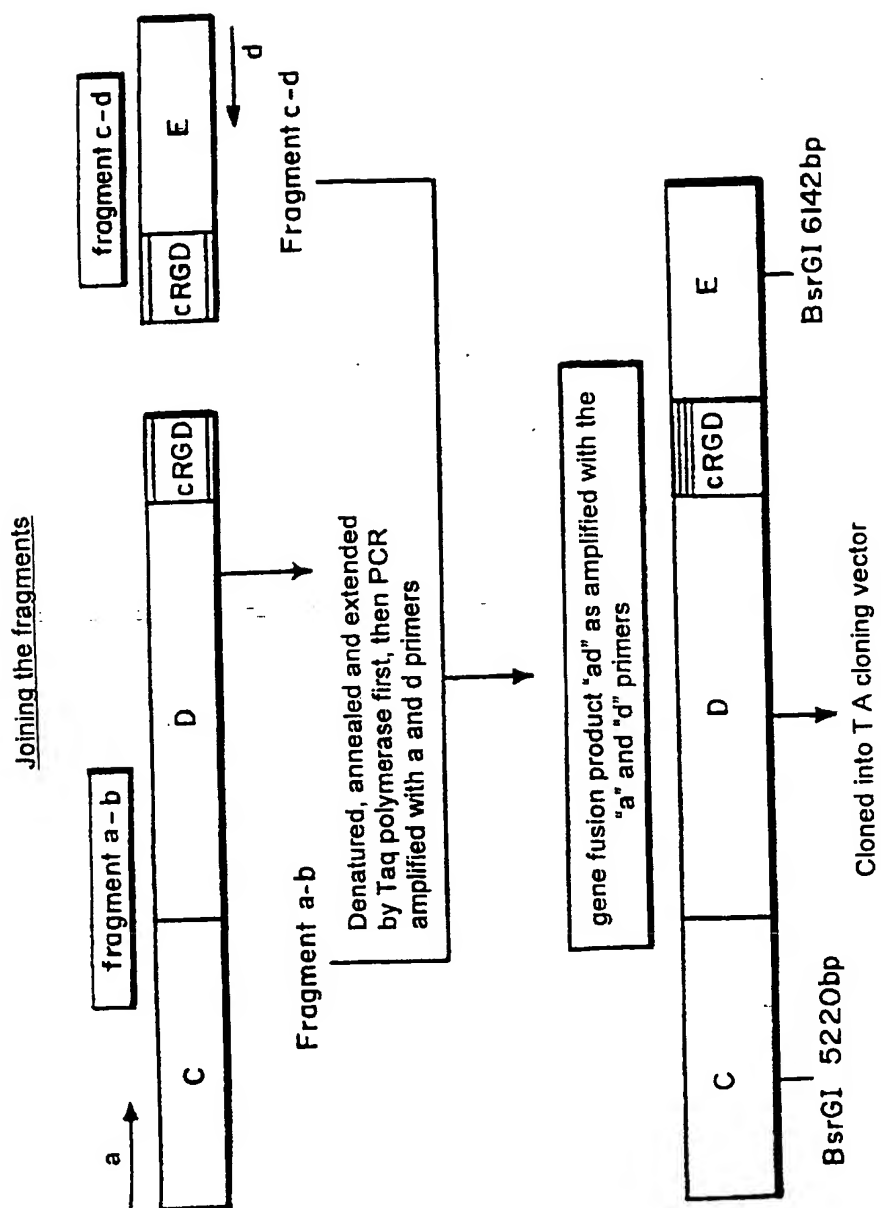 Joining the fragments
fragment a-b
fragment c-d
a
C
D
cRGD
cRGD
E
d
Fragment a-b
Fragment c-d
Denatured, annealed and extended
by Taq polymerase first, then PCR
amplified with a and d primers
gene fusion product "ad" as amplified with the
"a" and "d" primers
C
D
cRGD
E
BsrGI 5220bp
BsrGI 6142bp
Cloned into T A cloning vector